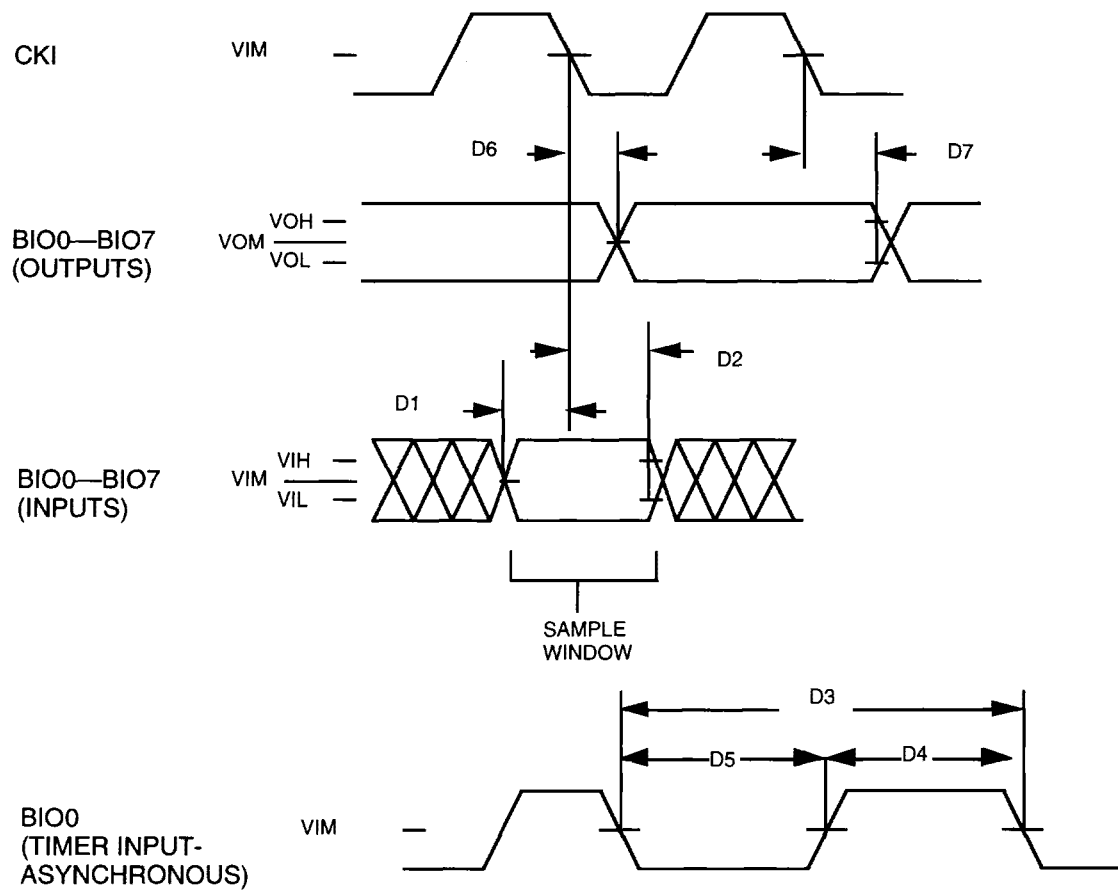 CKI
VIM
D6
D7
BIO0—BIO7
(OUTPUTS)
VOH
VOM
VOL
D2
D1
BIO0—BIO7
(INPUTS)
VIH
VIM
VIL
SAMPLE
WINDOW
D3
D5
D4
BIO0
(TIMER INPUT-
ASYNCHRONOUS)
VIM